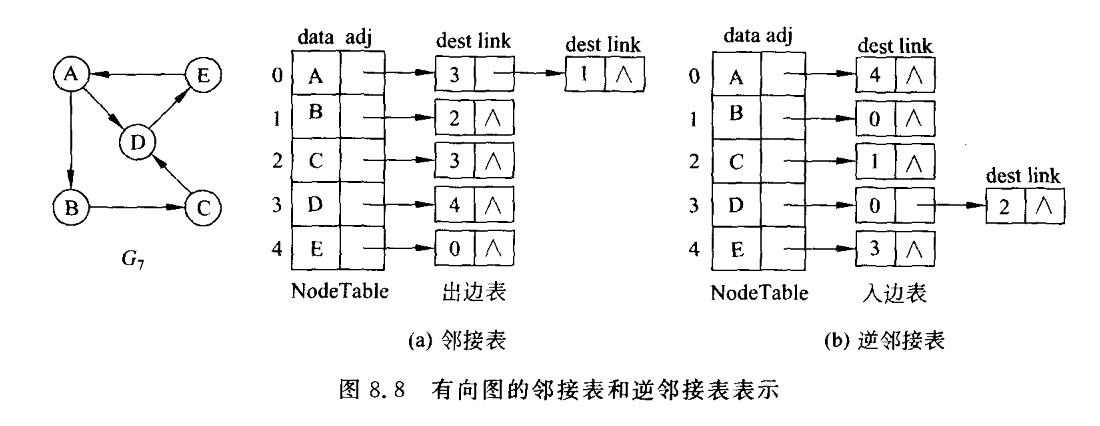 data adj
dest link
dest link
data adj
dest link
A
E
D
B
C
G7
0 A 3 1 ∧
1 B 2 ∧
2 C 3 ∧
3 D 4 ∧
4 E 0 ∧
NodeTable 出边表
0 A 4 ∧
1 B 0 ∧
2 C 1 ∧
dest link
3 D 0 2 ∧
4 E 3 ∧
NodeTable 入边表
(a) 邻接表
(b) 逆邻接表
图 8.8 有向图的邻接表和逆邻接表表示